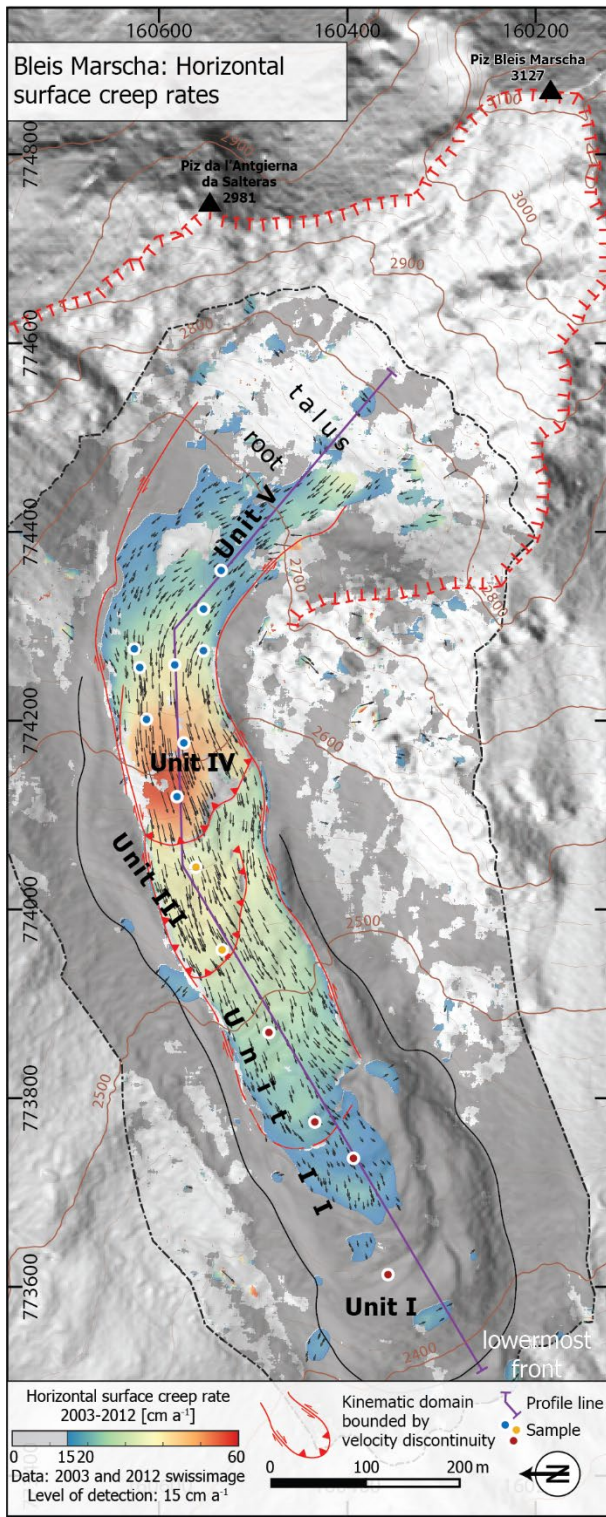 160600
160400
160200
Bleis Marscha: Horizontal
surface creep rates
Piz Bleis Marscha
3127
3100
2900
Piz da l'Antgierna
da Salteras
2981
3000
2900
2800
talus
root
Unit V
2700
2800
2600
Unit IV
Unit III
2500
Unit II
2500
Unit I
2400
lowermost
front
774800
774600
774400
774200
774000
773800
773600
Horizontal surface creep rate
2003-2012 [cm a⁻¹]
0 1520 60
Data: 2003 and 2012 swissimage
Level of detection: 15 cm a⁻¹
Kinematic domain
bounded by
velocity discontinuity
0 100 200 m
Profile line
Sample
N